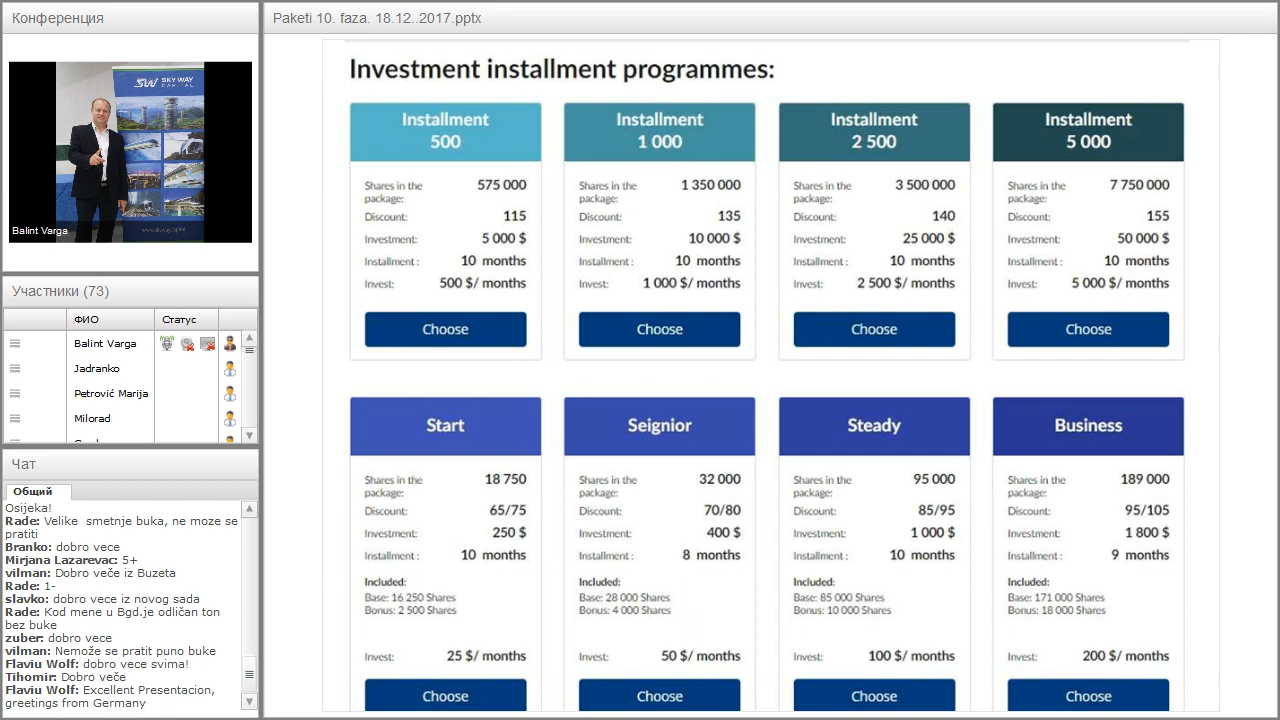 Конференция
SW SKY WAY
CAPITAL
Balint Varga
Участники (73)
ФИО Статус
Balint Varga
Jadranko
Petrović Marija
Milorad
Чат
Общий
Osijeka!
Rade: Velike smetnje buka, ne moze se
pratiti
Branko: dobro vece
Mirjana Lazarevac: 5+
vilman: Dobro veče iz Buzeta
Rade: 1-
slavko: dobro vece iz novog sada
Rade: Kod mene u Bgd.je odličan ton
bez buke
zuber: dobro vece
vilman: Nemože se pratit puno buke
Flaviu Wolf: dobro vece svima!
Tihomir: Dobro veče
Flaviu Wolf: Excellent Presentacion,
greetings from Germany
Paketi 10. faza. 18.12..2017.pptx
Investment installment programmes:
Installment
500
Shares in the
package: 575 000
Discount: 115
Investment: 5 000 $
Installment : 10 months
Invest: 500 $/ months
Choose
Installment
1 000
Shares in the
package: 1 350 000
Discount: 135
Investment: 10 000 $
Installment : 10 months
Invest: 1 000 $/ months
Choose
Installment
2 500
Shares in the
package: 3 500 000
Discount: 140
Investment: 25 000 $
Installment : 10 months
Invest: 2 500 $/ months
Choose
Installment
5 000
Shares in the
package: 7 750 000
Discount: 155
Investment: 50 000 $
Installment : 10 months
Invest: 5 000 $/ months
Choose
Start
Shares in the
package: 18 750
Discount: 65/75
Investment: 250 $
Installment : 10 months
Included:
Base: 16 250 Shares
Bonus: 2 500 Shares
Invest: 25 $/ months
Choose
Seignior
Shares in the
package: 32 000
Discount: 70/80
Investment: 400 $
Installment : 8 months
Included:
Base: 28 000 Shares
Bonus: 4 000 Shares
Invest: 50 $/ months
Choose
Steady
Shares in the
package: 95 000
Discount: 85/95
Investment: 1 000 $
Installment : 10 months
Included:
Base: 85 000 Shares
Bonus: 10 000 Shares
Invest: 100 $/ months
Choose
Business
Shares in the
package: 189 000
Discount: 95/105
Investment: 1 800 $
Installment : 9 months
Included:
Base: 171 000 Shares
Bonus: 18 000 Shares
Invest: 200 $/ months
Choose